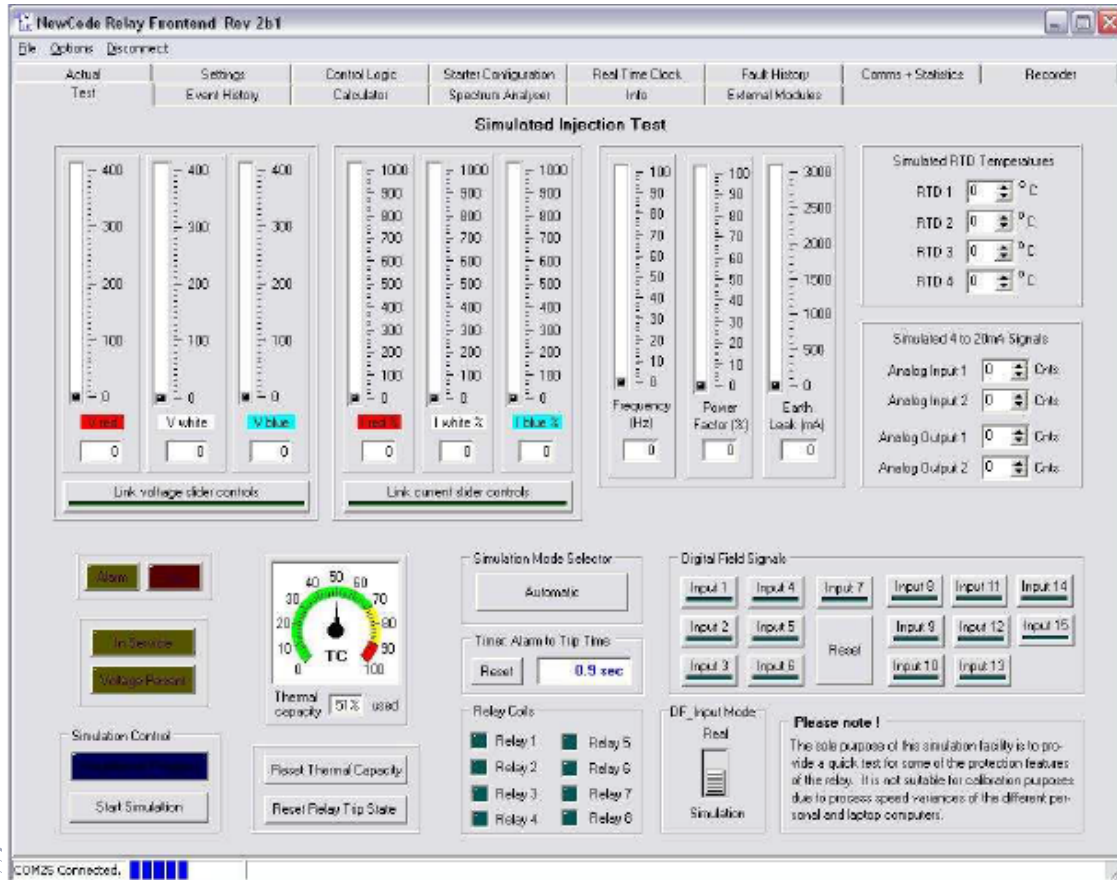 NewCode Relay Frontend Rev 2b1
File Options Disconnect
Actual Settings Control Logic Starter Configuration Real Time Clock Fault History Comms + Statistics Recorder
Test Event History Calculator Spectrum Analyser Info External Modules
Simulated Injection Test
400 400 400
300 300 300
200 200 200
100 100 100
0 0 0
V red V white V blue
0 0 0
Link voltage slider controls
1000 1000 1000
900 900 900
800 800 800
700 700 700
600 600 600
500 500 500
400 400 400
300 300 300
200 200 200
100 100 100
0 0 0
I red % I white % I blue %
0 0 0
Link current slider controls
100 100 3000
90 90 2500
80 80 2000
70 70 1500
60 60 1000
50 50 500
40 40 0
30 30
20 20
10 10
0 0
Frequency (Hz)
Power Factor (%)
Earth Leak (mA)
0 0 0
Simulated RTD Temperatures
RTD 1 0 °C
RTD 2 0 °C
RTD 3 0 °C
RTD 4 0 °C
Simulated 4 to 20mA Signals
Analog Input 1 0 Cnts
Analog Input 2 0 Cnts
Analog Output 1 0 Cnts
Analog Output 2 0 Cnts
Alarm
In Service
Voltage Present
Simulation Control
Start Simulation
0 10 20 30 40 50 60 70 80 90 100
TC
Thermal capacity 51% used
Reset Thermal Capacity
Reset Relay Trip State
Simulation Mode Selector
Automatic
Timer: Alarm to Trip Time
Reset 0.9 sec
Relay Coils
Relay 1 Relay 5
Relay 2 Relay 6
Relay 3 Relay 7
Relay 4 Relay 8
Digital Field Signals
Input 1 Input 4 Input 7 Input 8 Input 11 Input 14
Input 2 Input 5 Reset Input 9 Input 12 Input 15
Input 3 Input 6 Input 10 Input 13
DF_Input Mode
Real
Simulation
Please note !
The sole purpose of this simulation facility is to pro-
vide a quick test for some of the protection features
of the relay. It is not suitable for calibration purposes
due to process speed variances of the different per-
sonal and laptop computers.
COM25 Connected.